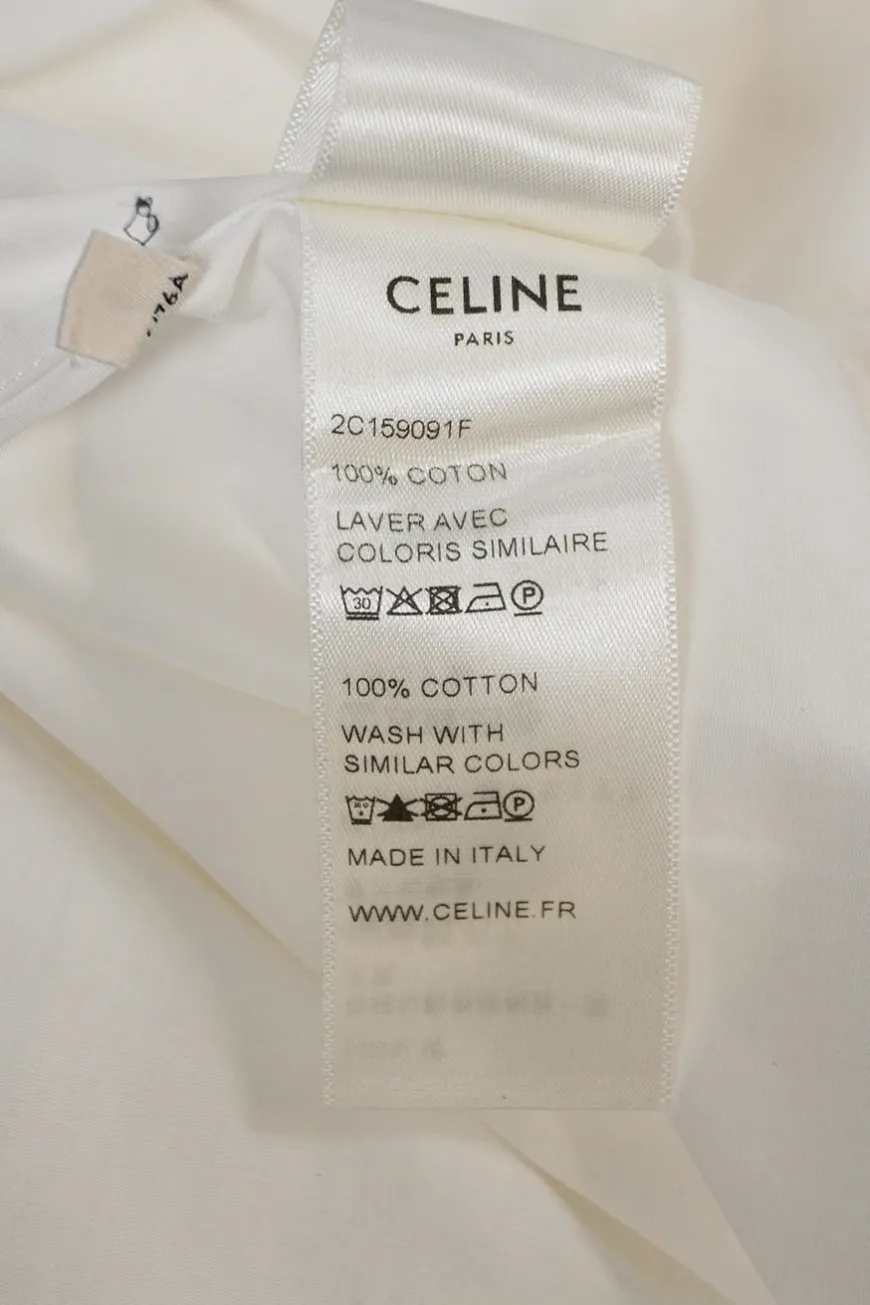 CELINE
PARIS
2C159091F
100% COTON
LAVER AVEC
COLORIS SIMILAIRE
30
P
100% COTTON
WASH WITH
SIMILAR COLORS
P
MADE IN ITALY
WWW.CELINE.FR